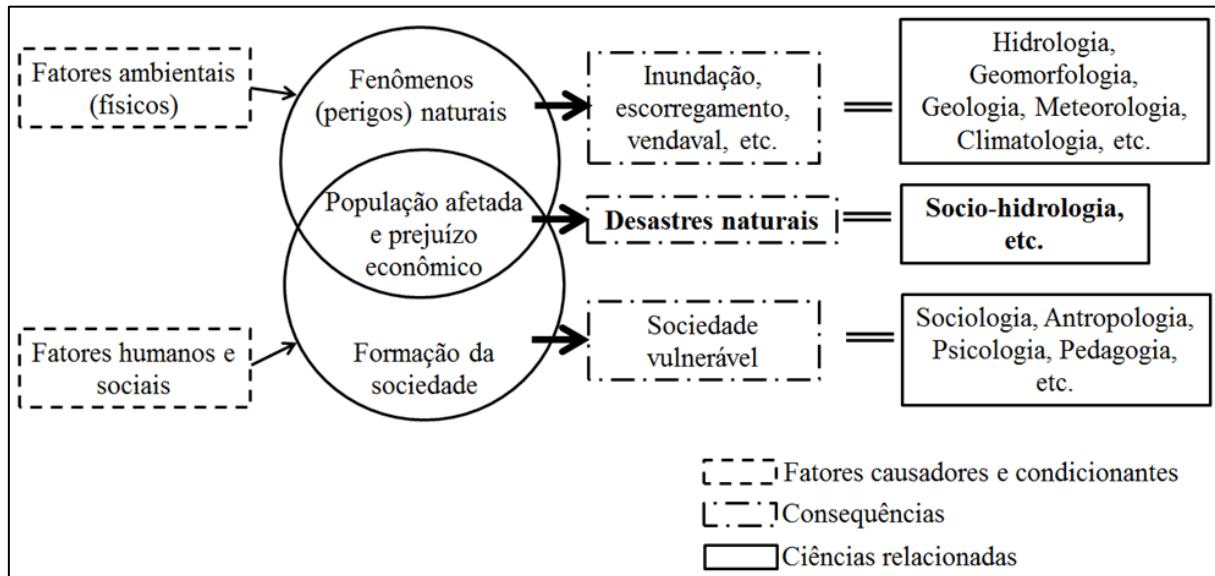 Fatores ambientais
(físicos)
Fenômenos
(perigos) naturais
Inundação,
escorregamento,
vendaval, etc.
Hidrologia,
Geomorfologia,
Geologia, Meteorologia,
Climatologia, etc.
População afetada
e prejuízo
econômico
Desastres naturais
Socio-hidrologia,
etc.
Fatores humanos e
sociais
Formação da
sociedade
Sociedade
vulnerável
Sociologia, Antropologia,
Psicologia, Pedagogia,
etc.
Fatores causadores e condicionantes
Consequências
Ciências relacionadas